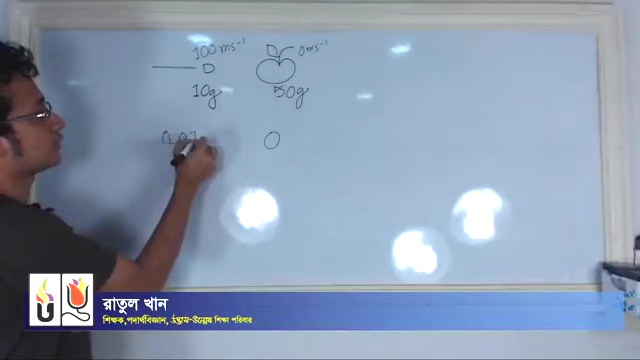 100 ms⁻¹ 0 ms⁻¹
10g 50g
0
রাতুল খান
শিক্ষক,পদার্থবিজ্ঞান, উদ্ভাস-উন্মেষ শিক্ষা পরিবার